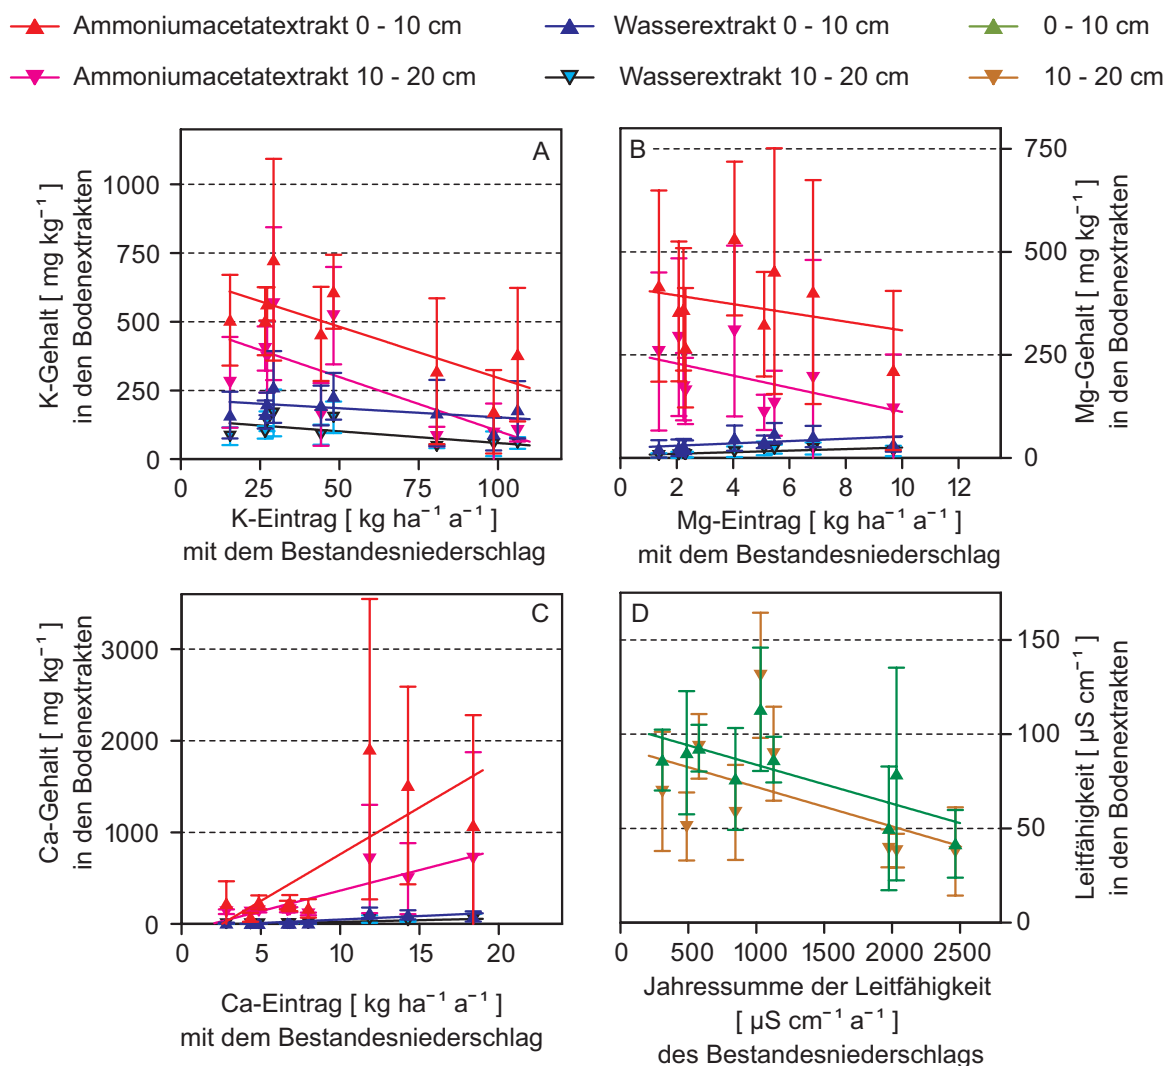 Ammoniumacetatextrakt 0 - 10 cm
Wasserextrakt 0 - 10 cm
0 - 10 cm
Ammoniumacetatextrakt 10 - 20 cm
Wasserextrakt 10 - 20 cm
10 - 20 cm
A
K-Gehalt [ mg kg⁻¹ ]
in den Bodenextrakten
1000
750
500
250
0
0 25 50 75 100
K-Eintrag [ kg ha⁻¹ a⁻¹ ]
mit dem Bestandesniederschlag
B
750
500
250
0
Mg-Gehalt [ mg kg⁻¹ ]
in den Bodenextrakten
0 2 4 6 8 10 12
Mg-Eintrag [ kg ha⁻¹ a⁻¹ ]
mit dem Bestandesniederschlag
C
Ca-Gehalt [ mg kg⁻¹ ]
in den Bodenextrakten
3000
2000
1000
0
0 5 10 15 20
Ca-Eintrag [ kg ha⁻¹ a⁻¹ ]
mit dem Bestandesniederschlag
D
150
100
50
0
Leitfähigkeit [ µS cm⁻¹ ]
in den Bodenextrakten
0 500 1000 1500 2000 2500
Jahressumme der Leitfähigkeit
[ µS cm⁻¹ a⁻¹ ]
des Bestandesniederschlags